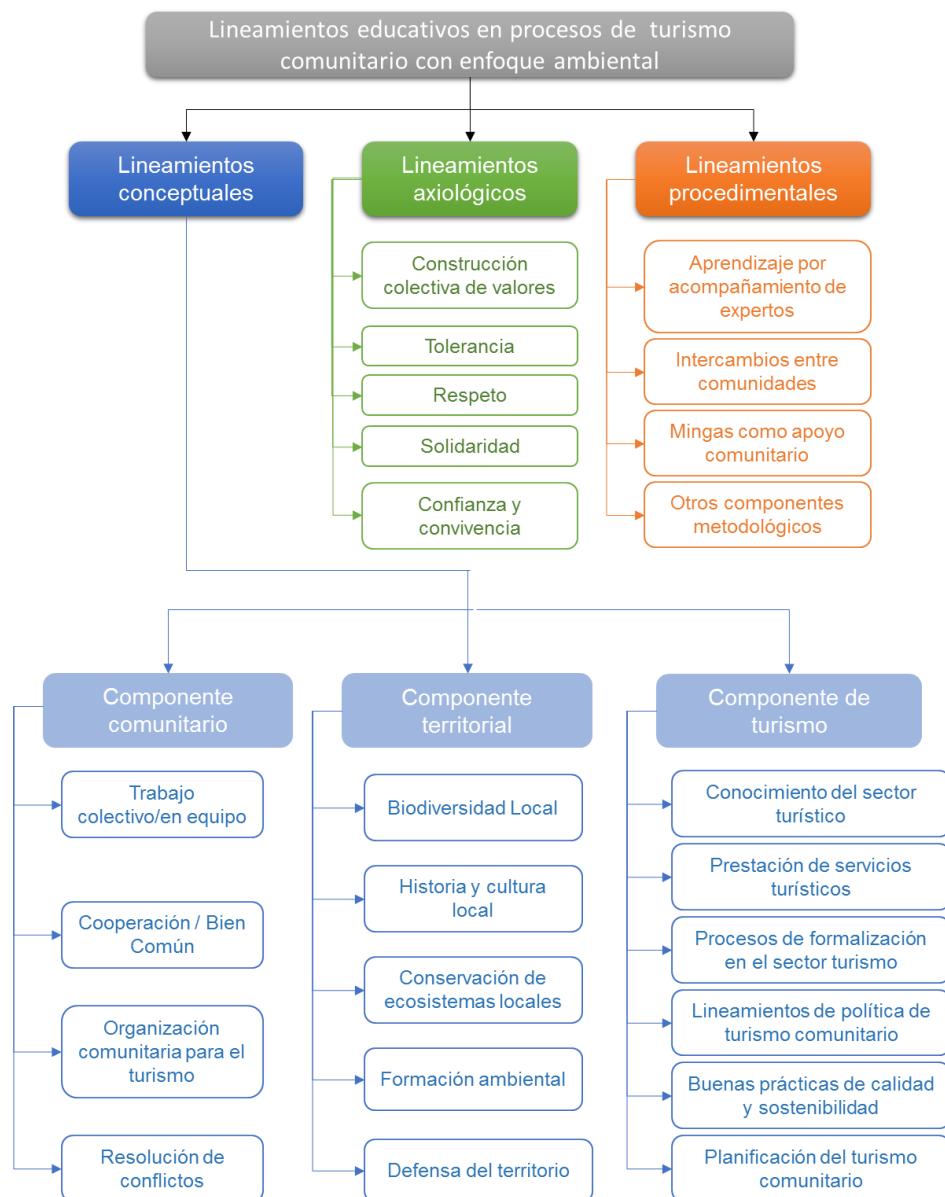 Lineamientos educativos en procesos de turismo
comunitario con enfoque ambiental
Lineamientos
conceptuales
Lineamientos
axiológicos
Lineamientos
procedimentales
Construcción
colectiva de valores
Tolerancia
Respeto
Solidaridad
Confianza y
convivencia
Aprendizaje por
acompañamiento de
expertos
Intercambios entre
comunidades
Mingas como apoyo
comunitario
Otros componentes
metodológicos
Componente
comunitario
Componente
territorial
Componente de
turismo
Trabajo
colectivo/en equipo
Cooperación / Bien
Común
Organización
comunitaria para el
turismo
Resolución de
conflictos
Biodiversidad Local
Historia y cultura
local
Conservación de
ecosistemas locales
Formación ambiental
Defensa del territorio
Conocimiento del sector
turístico
Prestación de servicios
turísticos
Procesos de formalización
en el sector turismo
Lineamientos de política de
turismo comunitario
Buenas prácticas de calidad
y sostenibilidad
Planificación del turismo
comunitario